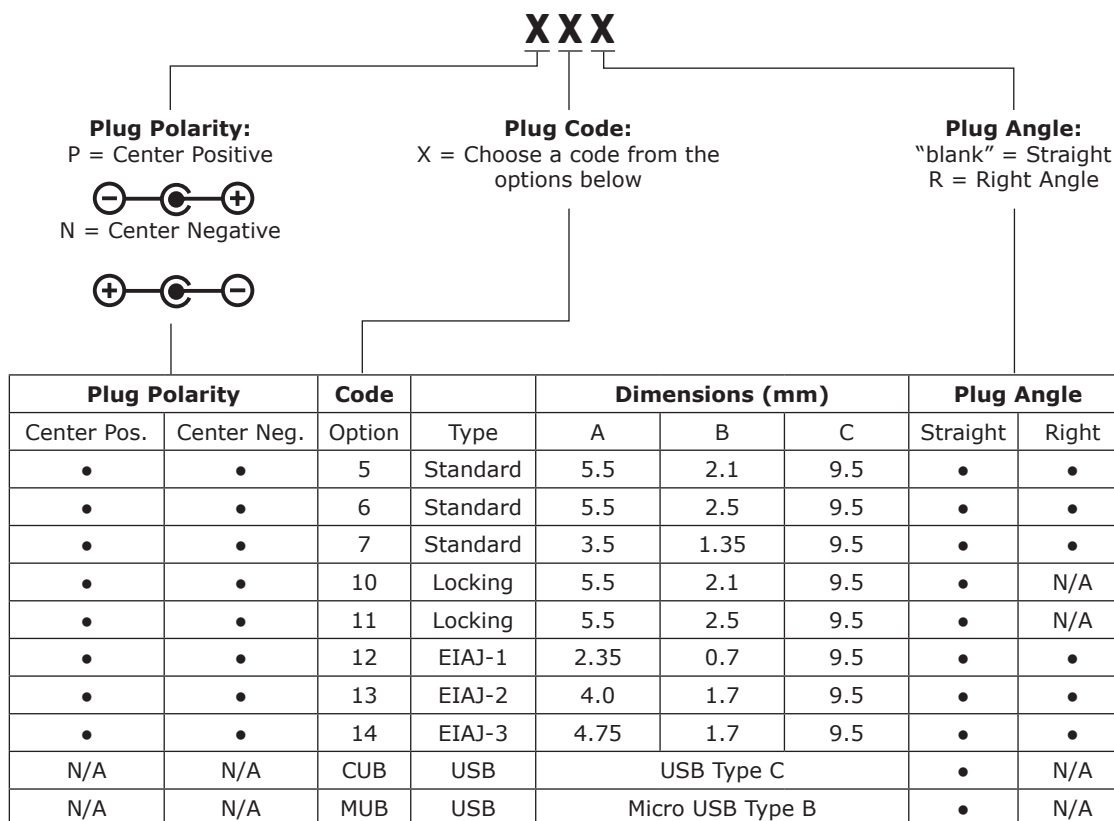 X X X
Plug Polarity:
P = Center Positive
N = Center Negative
Plug Code:
X = Choose a code from the
options below
Plug Angle:
“blank” = Straight
R = Right Angle
Plug Polarity Code Dimensions (mm) Plug Angle
Center Pos. Center Neg. Option Type A B C Straight Right
● ● 5 Standard 5.5 2.1 9.5 ● ●
● ● 6 Standard 5.5 2.5 9.5 ● ●
● ● 7 Standard 3.5 1.35 9.5 ● ●
● ● 10 Locking 5.5 2.1 9.5 ● N/A
● ● 11 Locking 5.5 2.5 9.5 ● N/A
● ● 12 EIAJ-1 2.35 0.7 9.5 ● ●
● ● 13 EIAJ-2 4.0 1.7 9.5 ● ●
● ● 14 EIAJ-3 4.75 1.7 9.5 ● ●
N/A N/A CUB USB USB Type C ● N/A
N/A N/A MUB USB Micro USB Type B ● N/A